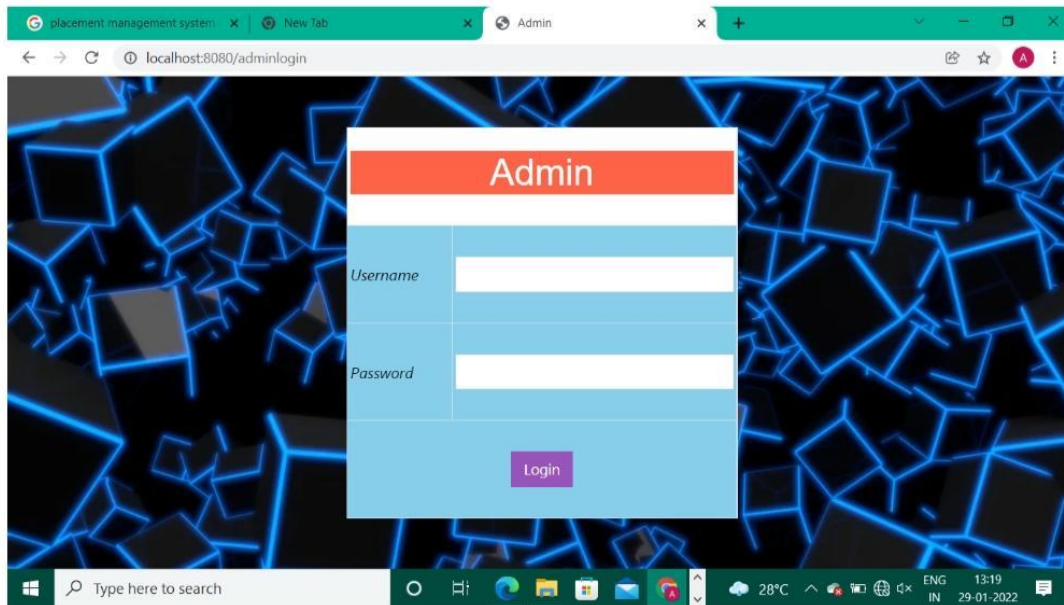 placement management system
New Tab
Admin
localhost:8080/adminlogin
A
Admin
Username
Password
Login
Type here to search
28°C
ENG
IN
13:19
29-01-2022